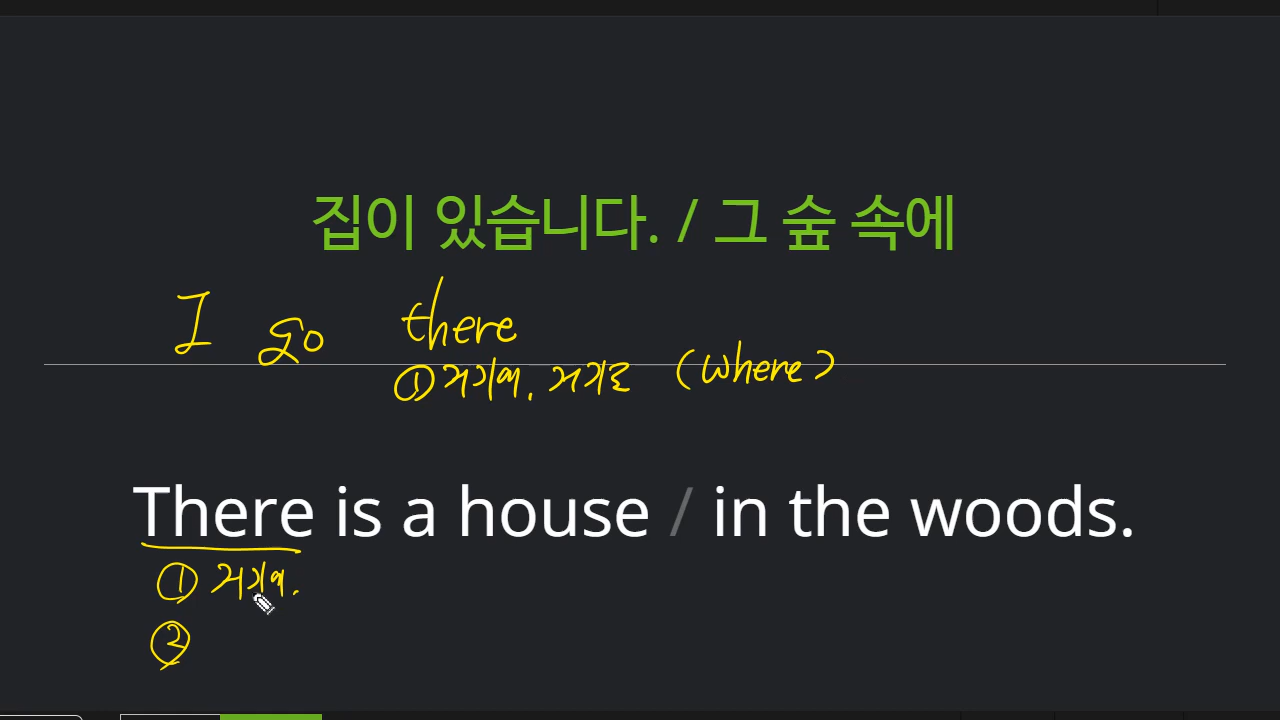 집이 있습니다. / 그 숲 속에
I go there
① 거기에. 거기로 (where)
There is a house / in the woods.
① 거기에.
②